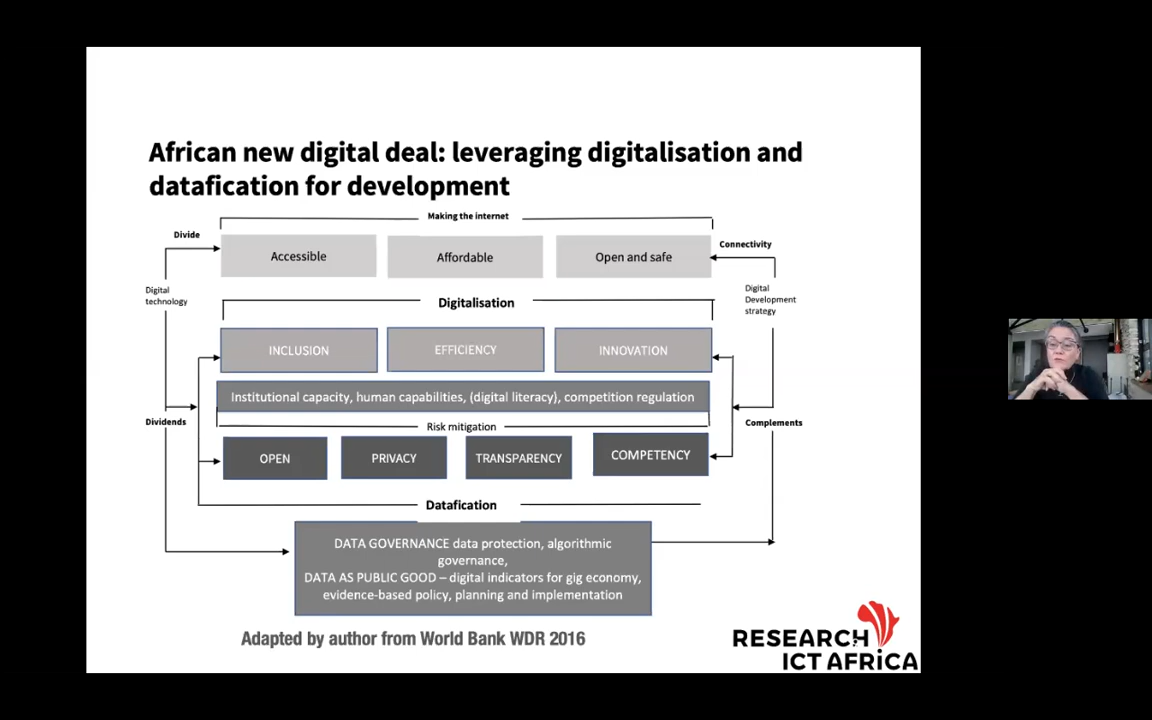 African new digital deal: leveraging digitalisation and
datafication for development
Making the internet
Divide
Accessible
Affordable
Open and safe
Connectivity
Digital
technology
Digital
Development
strategy
Digitalisation
INCLUSION
EFFICIENCY
INNOVATION
Institutional capacity, human capabilities, (digital literacy), competition regulation
Dividends
Risk mitigation
Complements
OPEN
PRIVACY
TRANSPARENCY
COMPETENCY
Datafication
DATA GOVERNANCE data protection, algorithmic
governance,
DATA AS PUBLIC GOOD – digital indicators for gig economy,
evidence-based policy, planning and implementation
Adapted by author from World Bank WDR 2016
RESEARCH
ICT AFRICA